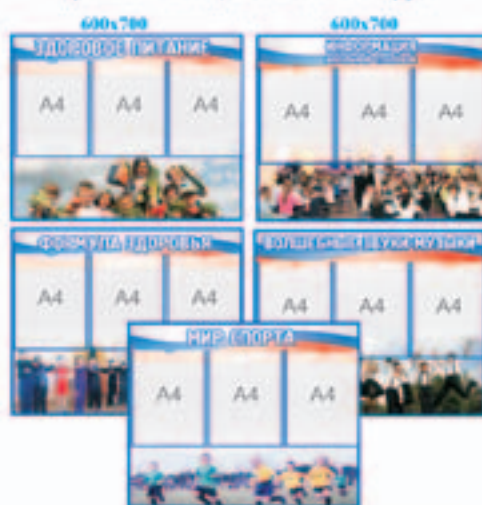 600x700
600x700
ЗДОРОВОЕ ПИТАНИЕ
A4 A4 A4
ИНФОРМАЦИЯ
A4 A4 A4
ФОРМУЛА ЗДОРОВЬЯ
A4 A4 A4
ВОЛШЕБНЫЕ ЗВУКИ МУЗЫКИ
A4 A4 A4
МИР СПОРТА
A4 A4 A4